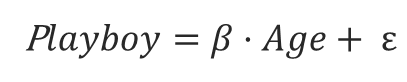 Playboy = β · Age + ε